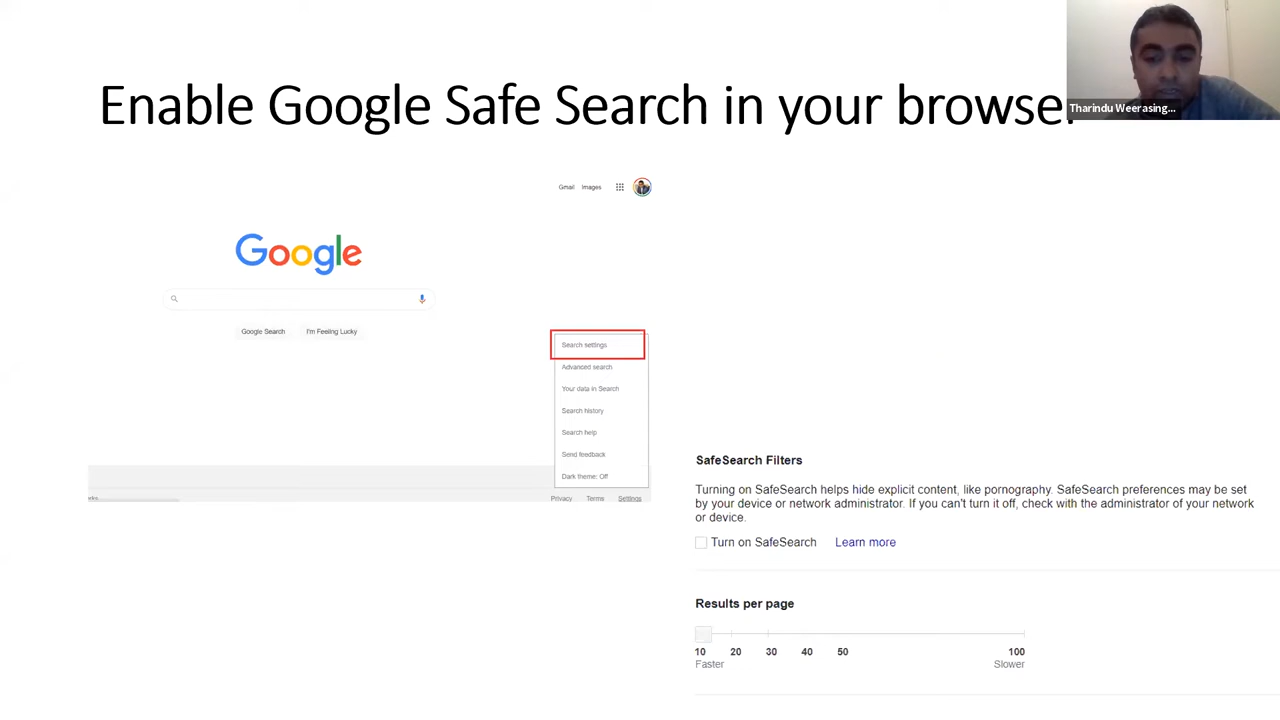 Enable Google Safe Search in your browser
Tharindu Weerasing...
Gmail Images
Google
Google Search I'm Feeling Lucky
Search settings
Advanced search
Your data in Search
Search history
Search help
Send feedback
Dark theme: Off
Privacy Terms Settings
SafeSearch Filters
Turning on SafeSearch helps hide explicit content, like pornography. SafeSearch preferences may be set
by your device or network administrator. If you can't turn it off, check with the administrator of your network
or device.
Turn on SafeSearch Learn more
Results per page
10 20 30 40 50 100
Faster Slower